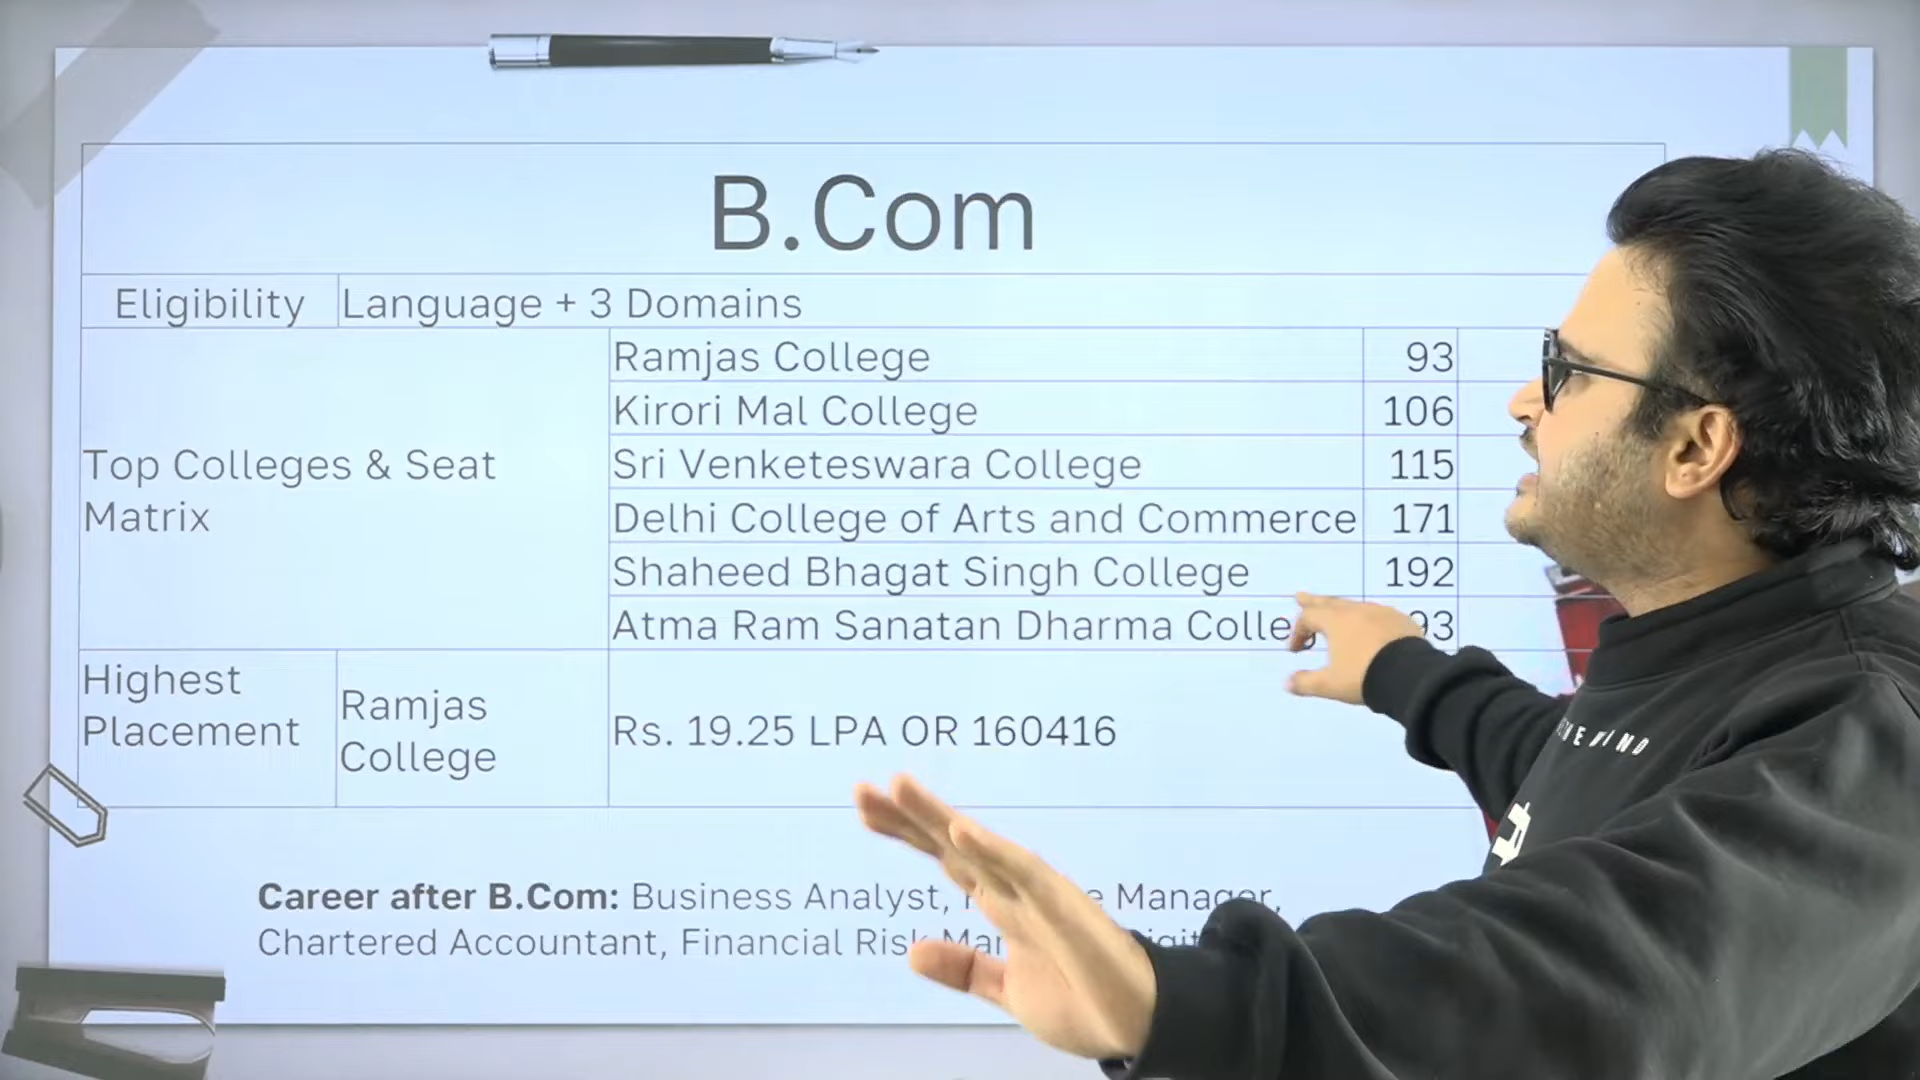 B.Com
Eligibility Language + 3 Domains
Top Colleges & Seat
Matrix
Ramjas College 93
Kirori Mal College 106
Sri Venketeswara College 115
Delhi College of Arts and Commerce 171
Shaheed Bhagat Singh College 192
Atma Ram Sanatan Dharma
Highest
Placement
Ramjas
College
Rs. 19.25 LPA OR 160416
Career after B.Com: Business Analyst, Manager,
Chartered Accountant, Financial Risk